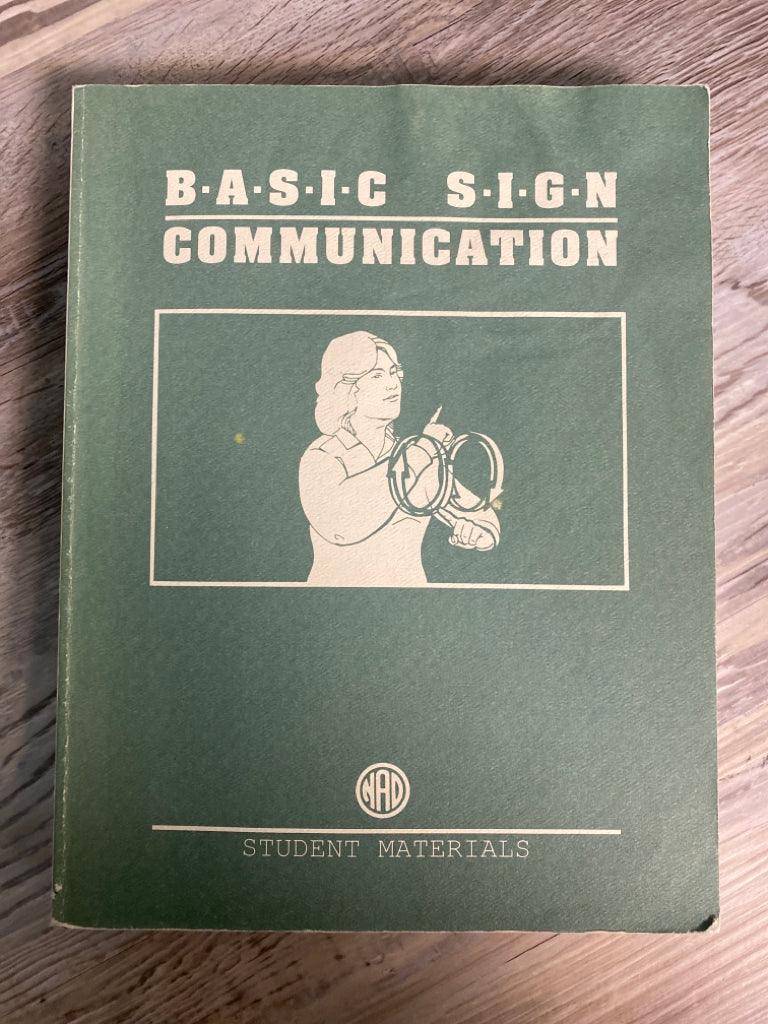 B·A·S·I·C S·I·G·N
COMMUNICATION
NAD
STUDENT MATERIALS